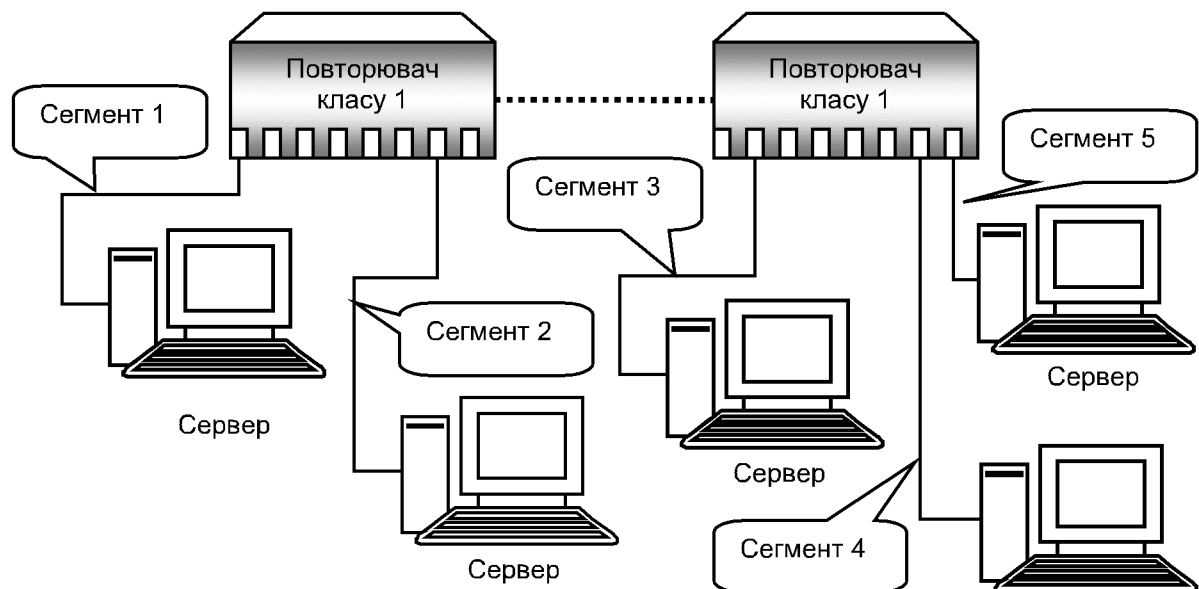 Повторювач
класу 1
Повторювач
класу 1
Сегмент 1
Сегмент 5
Сегмент 3
Сегмент 2
Сервер
Сервер
Сервер
Сегмент 4
Сервер